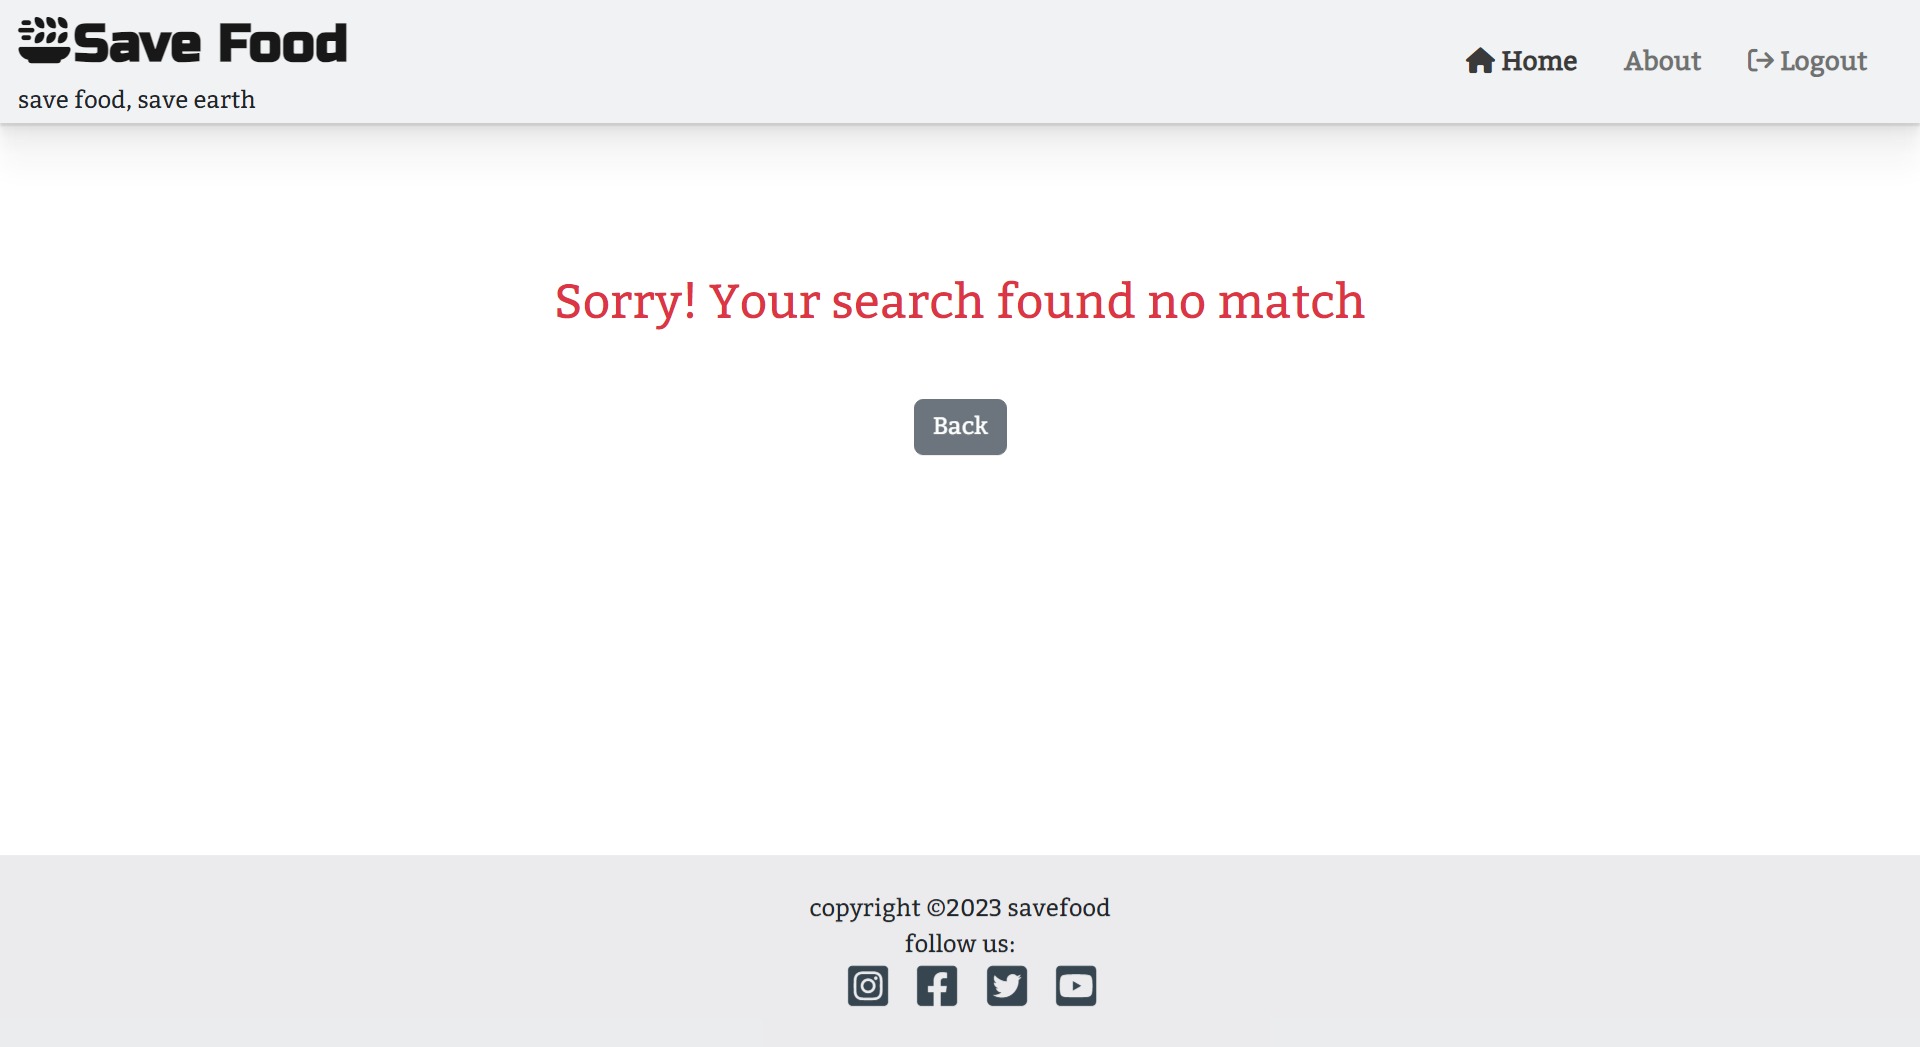 Save Food
save food, save earth
Home
About
Logout
Sorry! Your search found no match
Back
copyright ©2023 savefood
follow us: